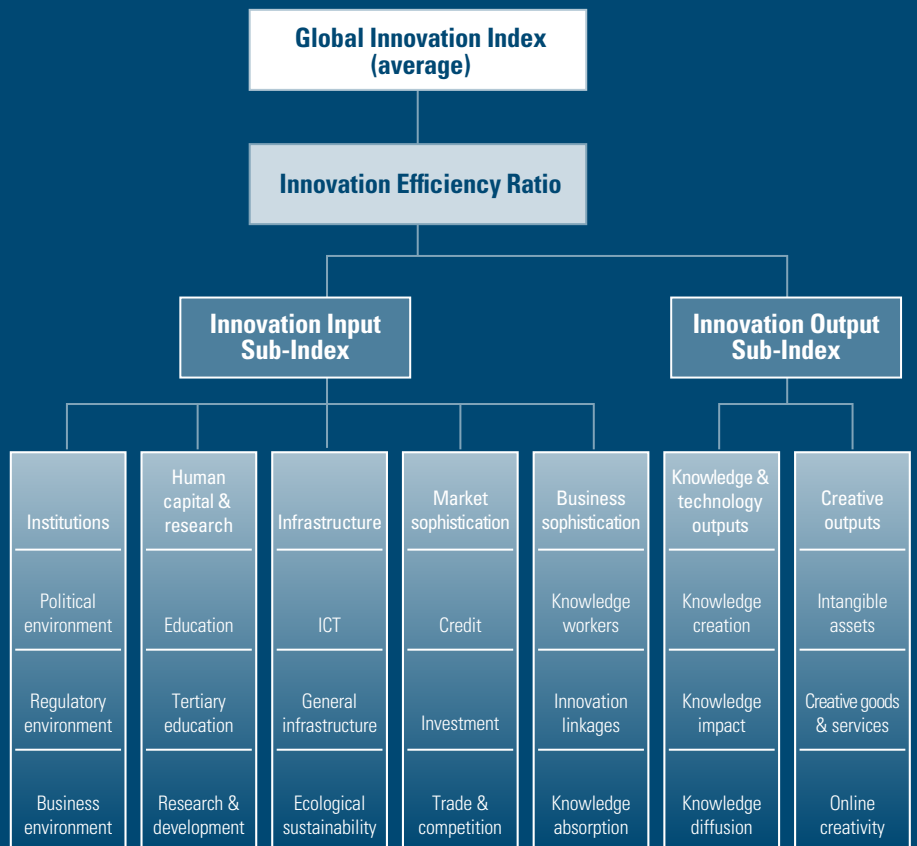 Global Innovation Index
(average)
Innovation Efficiency Ratio
Innovation Input
Sub-Index
Innovation Output
Sub-Index
Institutions
Political
environment
Regulatory
environment
Business
environment
Human
capital &
research
Education
Tertiary
education
Research &
development
Infrastructure
ICT
General
infrastructure
Ecological
sustainability
Market
sophistication
Credit
Investment
Trade &
competition
Business
sophistication
Knowledge
workers
Innovation
linkages
Knowledge
absorption
Knowledge &
technology
outputs
Knowledge
creation
Knowledge
impact
Knowledge
diffusion
Creative
outputs
Intangible
assets
Creative goods
& services
Online
creativity